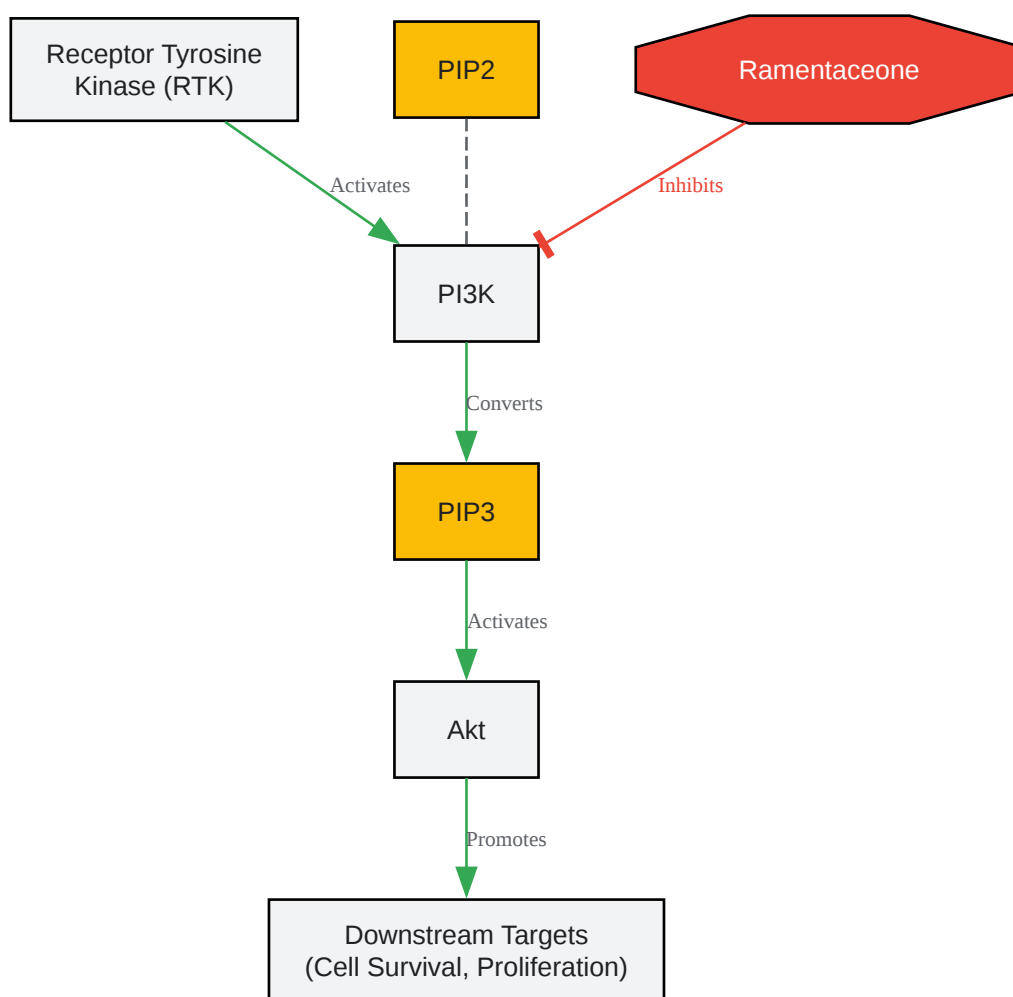 Receptor Tyrosine
Kinase (RTK)
PIP2
Ramentaceone
Activates
Inhibits
PI3K
Converts
PIP3
Activates
Akt
Promotes
Downstream Targets
(Cell Survival, Proliferation)